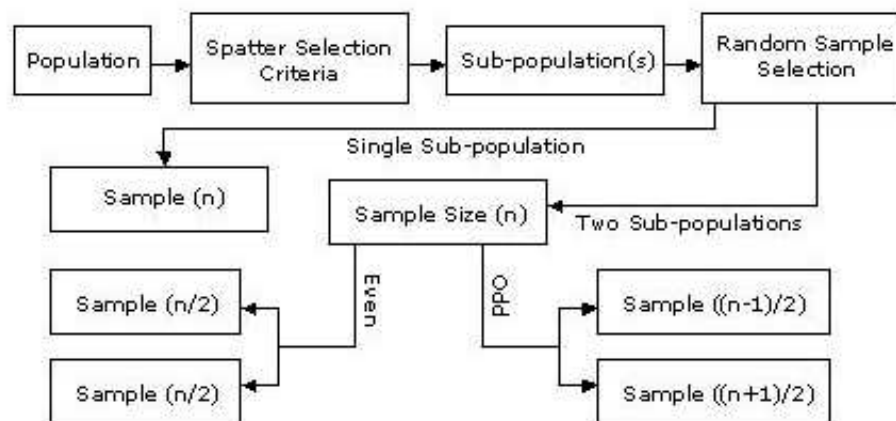 Population
Spatter Selection
Criteria
Sub-population(s)
Random Sample
Selection
Single Sub-population
Sample (n)
Sample Size (n)
Two Sub-populations
Even
PPO
Sample (n/2)
Sample ((n-1)/2)
Sample (n/2)
Sample ((n+1)/2)